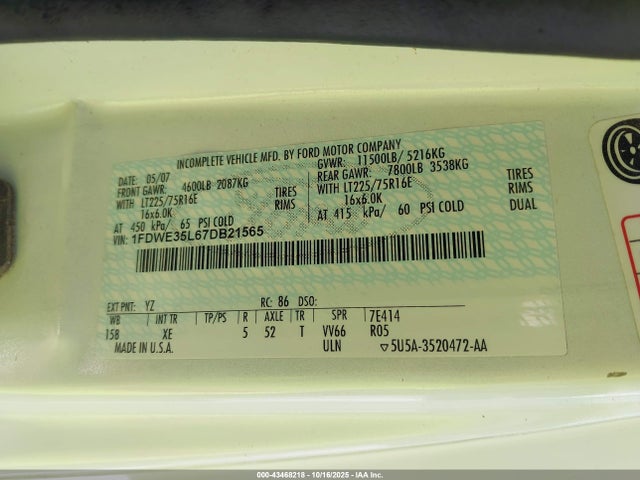 INCOMPLETE VEHICLE MFD. BY FORD MOTOR COMPANY
DATE: 05/07 GVWR: 11500LB/ 5216KG
FRONT GAWR: 4600LB 2087KG REAR GAWR: 7800LB 3538KG
WITH LT225/75R16E TIRES WITH LT225/75R16E TIRES
16x6.0K RIMS 16x6.0K RIMS
AT 450 kPa/ 65 PSI COLD AT 415 kPa/ 60 PSI COLD DUAL
VIN: 1FDWE35L67DB21565
EXT PNT: YZ RC: 86 DSO:
WB INT TR TP/PS R AXLE TR SPR 7E414
158 XE 5 52 T VV66 R05
MADE IN U.S.A. ULN ▽5U5A-3520472-AA
000-43468218 - 10/16/2025 - IAA Inc.